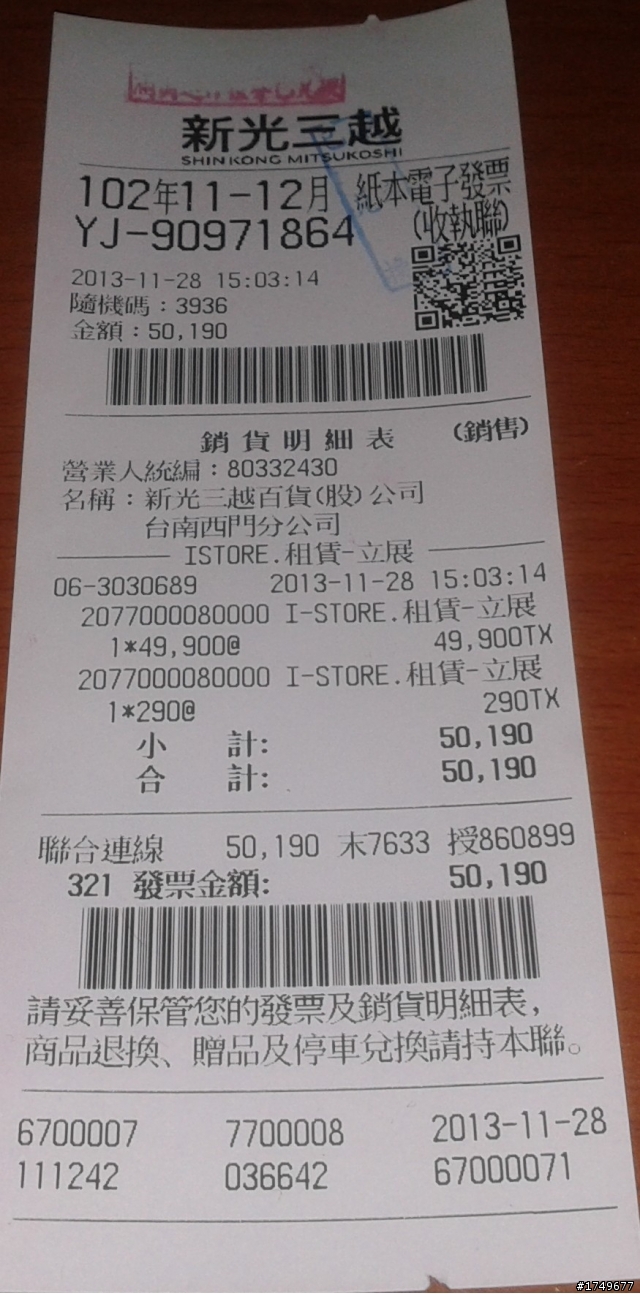 新光三越
SHIN KONG MITSUKOSHI
102年11-12月 紙本電子發票
YJ-90971864 (收執聯)
2013-11-28 15:03:14
隨機碼：3936
金額：50,190
銷貨明細表 (銷售)
營業人統編：80332430
名稱：新光三越百貨(股)公司
台南西門分公司
ISTORE.租賃-立展
06-3030689 2013-11-28 15:03:14
2077000080000 I-STORE.租賃-立展
1*49,900@ 49,900TX
2077000080000 I-STORE.租賃-立展
1*290@ 290TX
小 計: 50,190
合 計: 50,190
聯合連線 50,190 末7633 授860899
321 發票金額: 50,190
請妥善保管您的發票及銷貨明細表，
商品退換、贈品及停車兌換請持本聯。
6700007 7700008 2013-11-28
111242 036642 67000071
#1749677